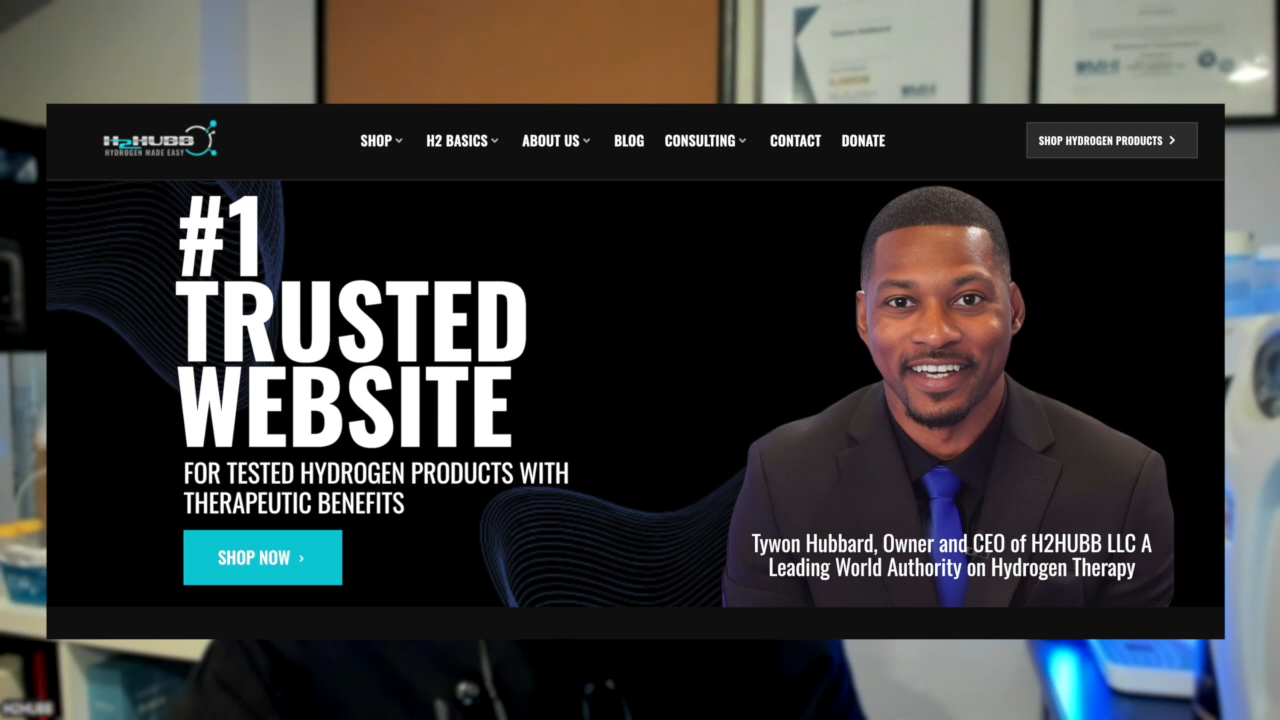 H2HUBB
HYDROGEN MADE EASY
SHOP
H2 BASICS
ABOUT US
BLOG
CONSULTING
CONTACT
DONATE
SHOP HYDROGEN PRODUCTS
#1
TRUSTED
WEBSITE
FOR TESTED HYDROGEN PRODUCTS WITH
THERAPEUTIC BENEFITS
SHOP NOW
Tywon Hubbard, Owner and CEO of H2HUBB LLC A
Leading World Authority on Hydrogen Therapy
H2HUBB